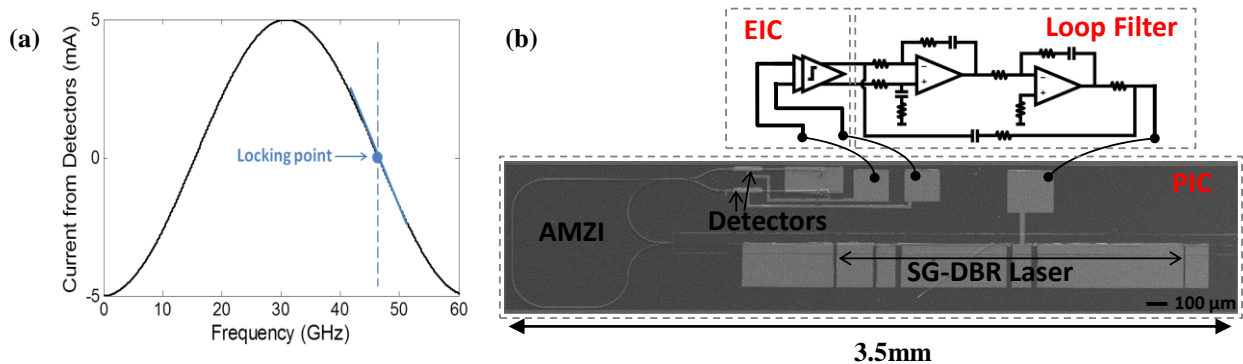 (a)
Current from Detectors (mA)
5
0
-5
0
10
20
30
40
50
60
Frequency (GHz)
Locking point
(b)
EIC
Loop Filter
−
+
−
+
PIC
Detectors
AMZI
SG-DBR Laser
100 µm
3.5mm